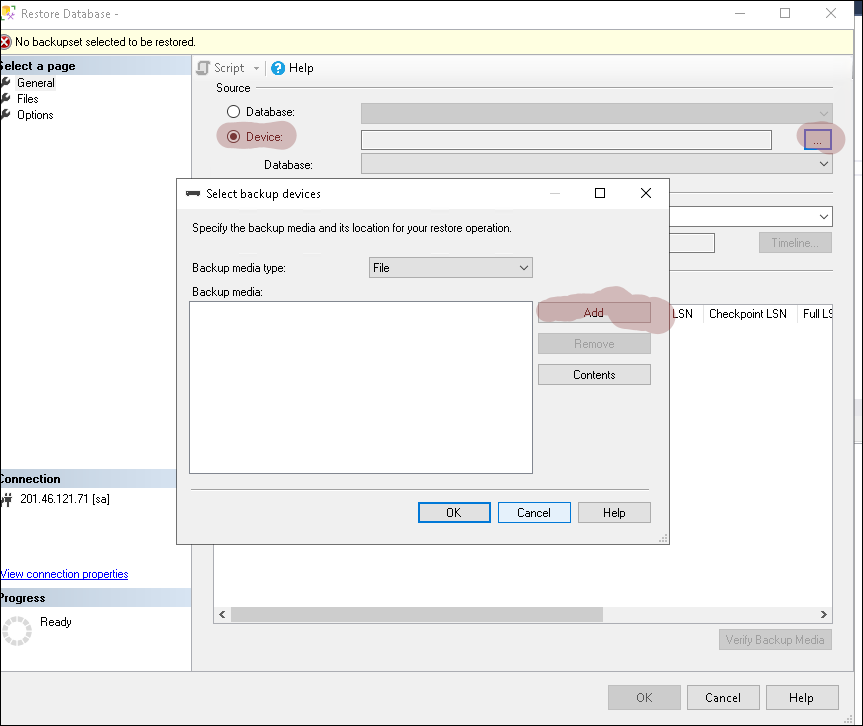 Restore Database -
No backupset selected to be restored.
Select a page
General
Files
Options
Script
Help
Source
Database:
Device:
...
Database:
Select backup devices
Specify the backup media and its location for your restore operation.
Backup media type:
File
Backup media:
Add
Remove
Contents
OK
Cancel
Help
Timeline...
LSN
Checkpoint LSN
Full LS
Connection
201.46.121.71 [sa]
View connection properties
Progress
Ready
Verify Backup Media
OK
Cancel
Help